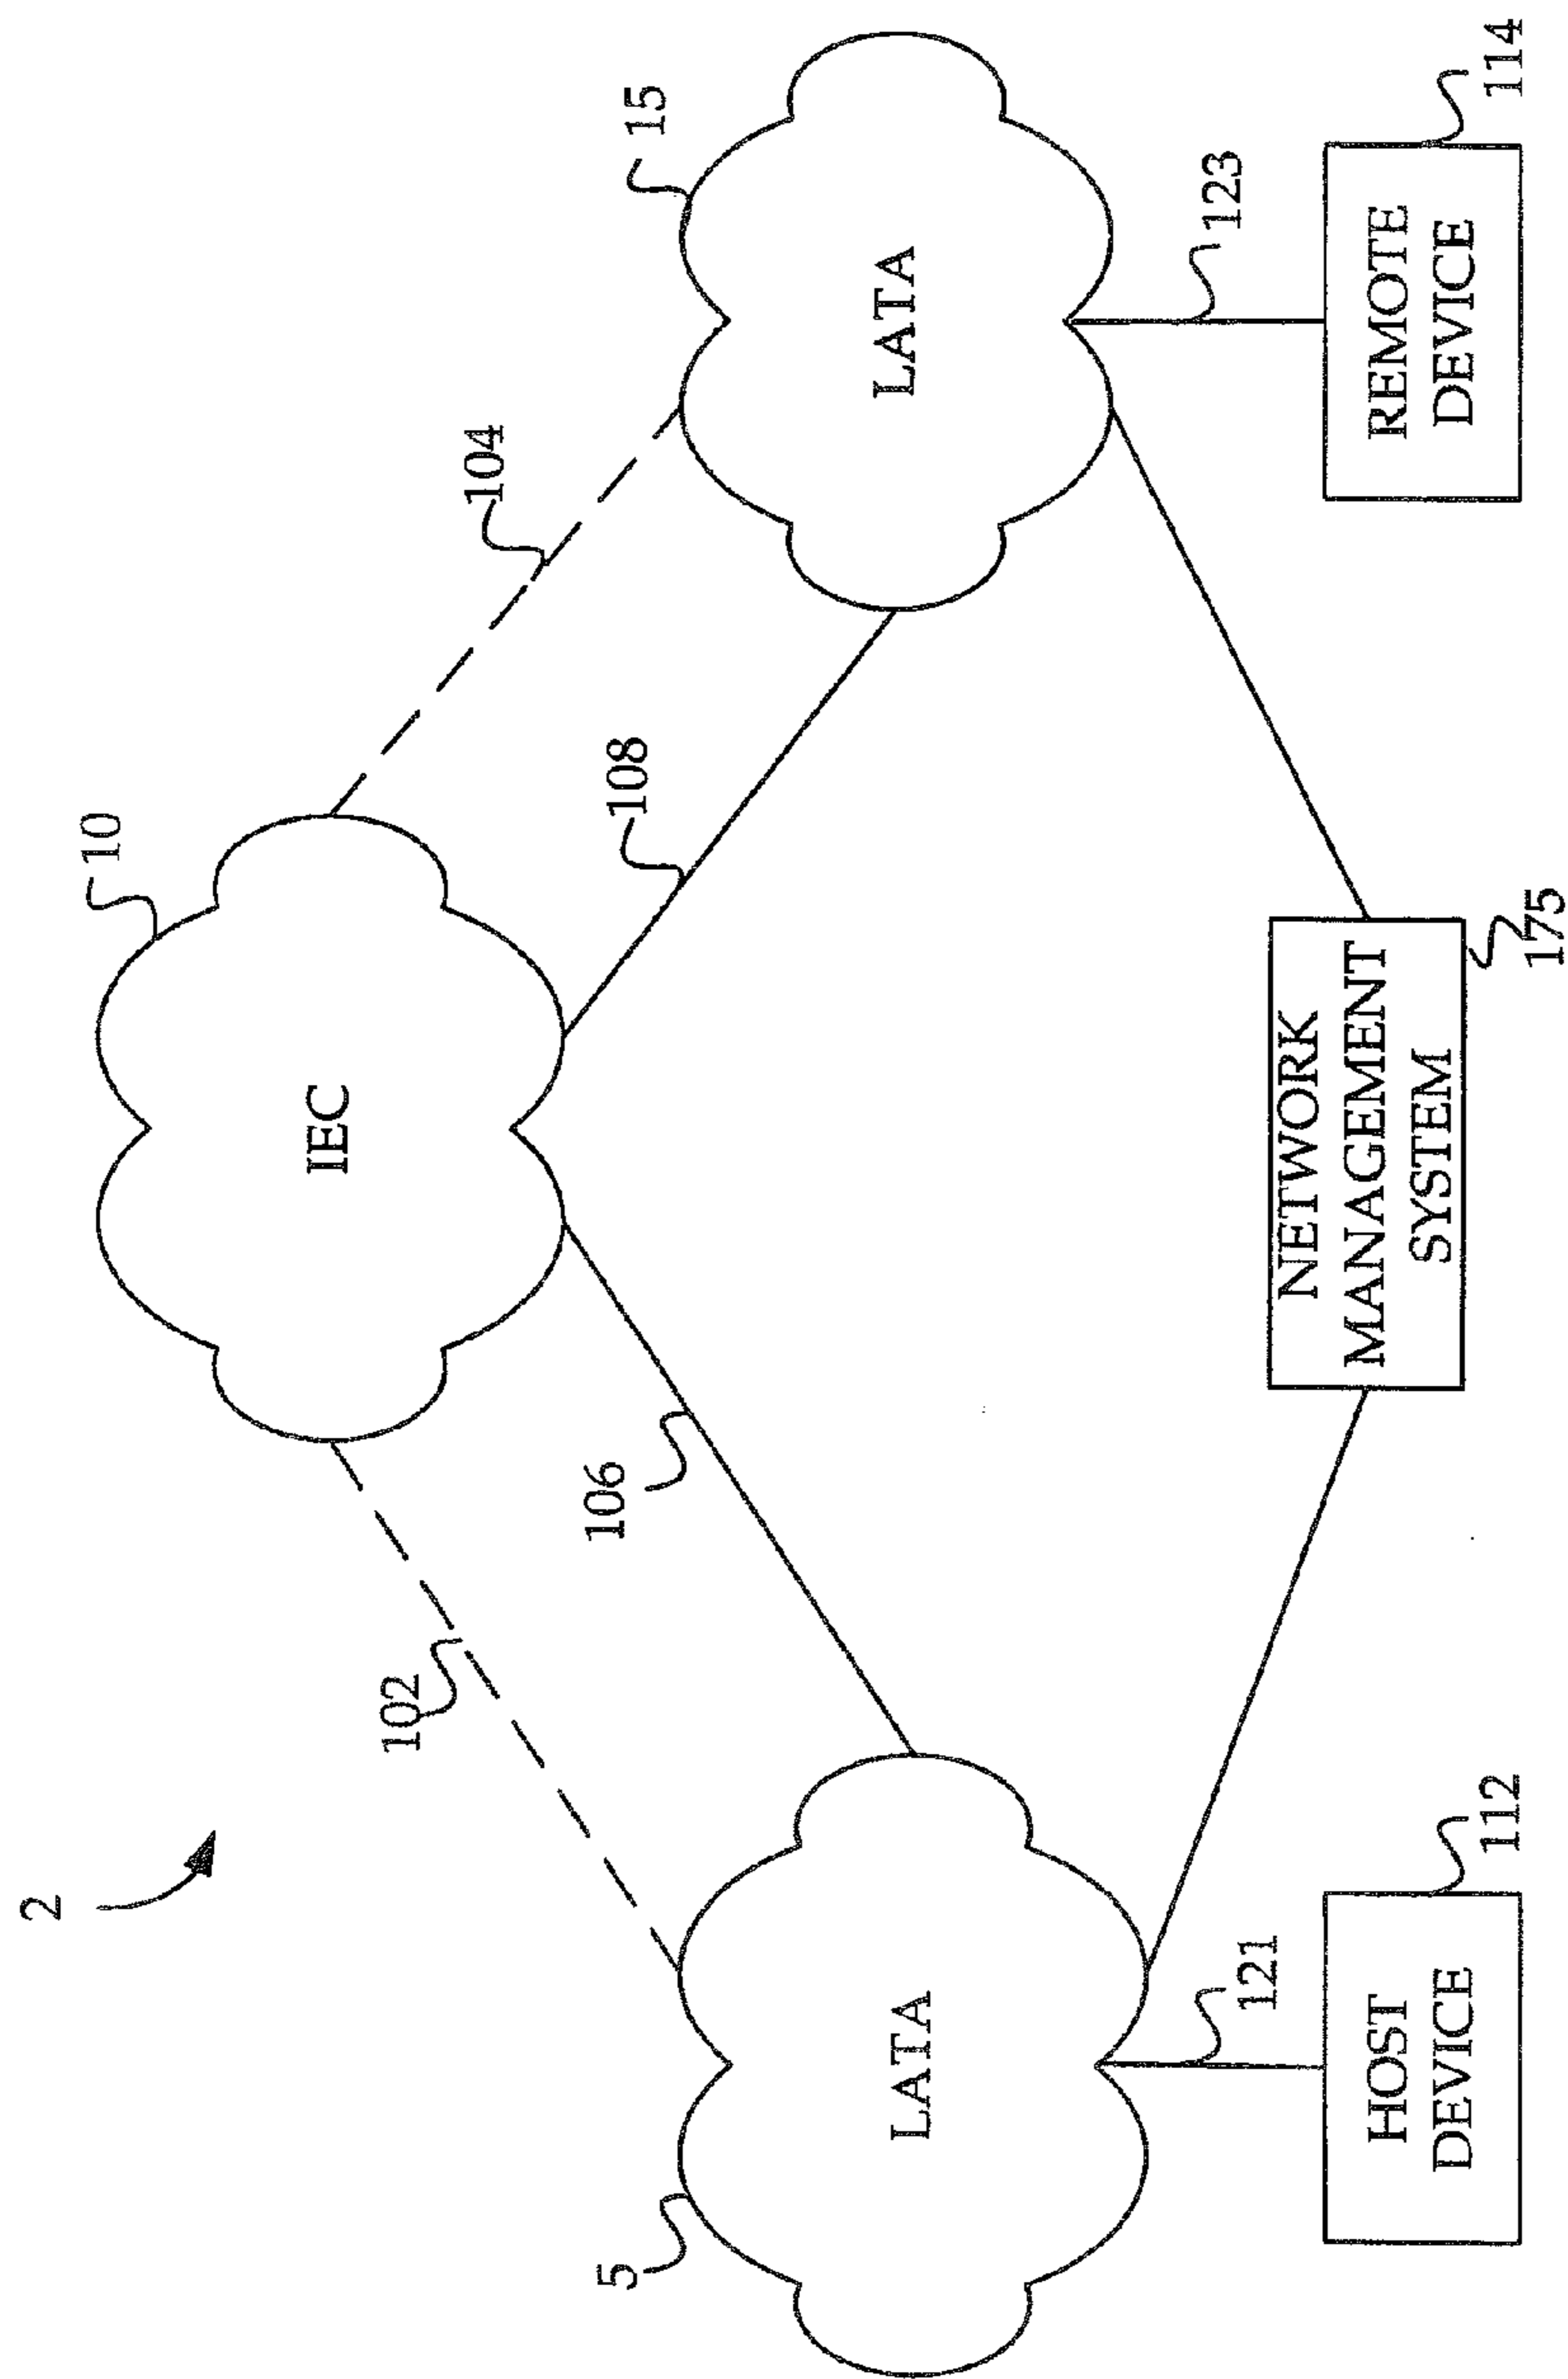 2
10
IEC
102
104
106
108
5
LATA
15
LATA
121
123
HOST
DEVICE
112
NETWORK
MANAGEMENT
SYSTEM
175
REMOTE
DEVICE
114